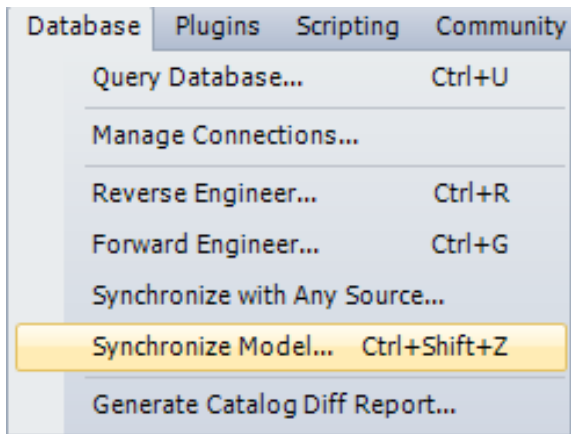 Database Plugins Scripting Community
Query Database... Ctrl+U
Manage Connections...
Reverse Engineer... Ctrl+R
Forward Engineer... Ctrl+G
Synchronize with Any Source...
Synchronize Model... Ctrl+Shift+Z
Generate Catalog Diff Report...